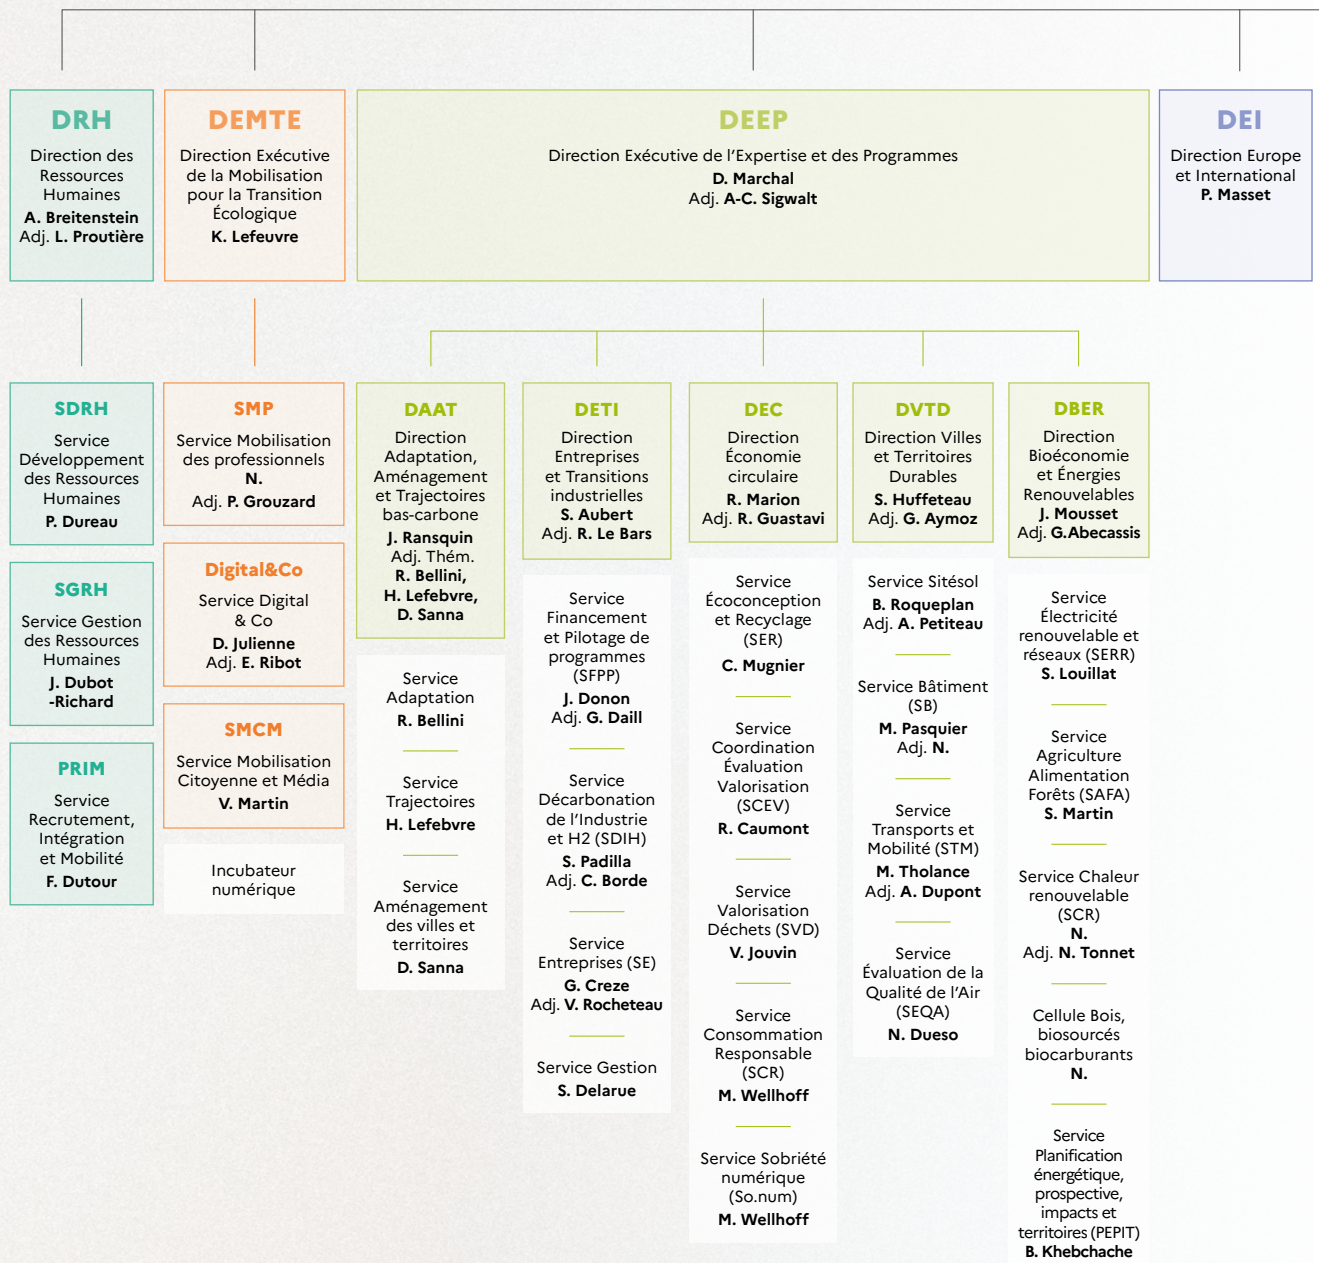 DRH
Direction des
Ressources
Humaines
A. Breitenstein
Adj. L. Proutière
DEMTE
Direction Exécutive
de la Mobilisation
pour la Transition
Écologique
K. Lefeuvre
DEEP
Direction Exécutive de l'Expertise et des Programmes
D. Marchal
Adj. A-C. Sigwalt
DEI
Direction Europe
et International
P. Masset
SDRH
Service
Développement
des Ressources
Humaines
P. Dureau
SGRH
Service Gestion
des Ressources
Humaines
J. Dubot
-Richard
PRIM
Service
Recrutement,
Intégration
et Mobilité
F. Dutour
SMP
Service Mobilisation
des professionnels
N.
Adj. P. Grouzard
Digital&Co
Service Digital
& Co
D. Julienne
Adj. E. Ribot
SMCM
Service Mobilisation
Citoyenne et Média
V. Martin
Incubateur
numérique
DAAT
Direction
Adaptation,
Aménagement
et Trajectoires
bas-carbone
J. Ransquin
Adj. Thém.
R. Bellini,
H. Lefebvre,
D. Sanna
Service
Adaptation
R. Bellini
Service
Trajectoires
H. Lefebvre
Service
Aménagement
des villes et
territoires
D. Sanna
DETI
Direction
Entreprises
et Transitions
industrielles
S. Aubert
Adj. R. Le Bars
Service
Financement
et Pilotage de
programmes
(SFPP)
J. Donon
Adj. G. Daill
Service
Décarbonation
de l'Industrie
et H2 (SDIH)
S. Padilla
Adj. C. Borde
Service
Entreprises (SE)
G. Creze
Adj. V. Rocheteau
Service Gestion
S. Delarue
DEC
Direction
Économie
circulaire
R. Marion
Adj. R. Guastavi
Service
Écoconception
et Recyclage
(SER)
C. Mugnier
Service
Coordination
Évaluation
Valorisation
(SCEV)
R. Caumont
Service
Valorisation
Déchets (SVD)
V. Jouvin
Service
Consommation
Responsable
(SCR)
M. Wellhoff
Service Sobriété
numérique
(So.num)
M. Wellhoff
DVTD
Direction Villes
et Territoires
Durables
S. Huffeteau
Adj. G. Aymoz
Service Sitésol
B. Roqueplan
Adj. A. Petiteau
Service Bâtiment
(SB)
M. Pasquier
Adj. N.
Service
Transports et
Mobilité (STM)
M. Tholance
Adj. A. Dupont
Service
Évaluation de la
Qualité de l'Air
(SEQA)
N. Dueso
DBER
Direction
Bioéconomie
et Énergies
Renouvelables
J. Mousset
Adj. G.Abecassis
Service
Électricité
renouvelable et
réseaux (SERR)
S. Louillat
Service
Agriculture
Alimentation
Forêts (SAFA)
S. Martin
Service Chaleur
renouvelable
(SCR)
N.
Adj. N. Tonnet
Cellule Bois,
biosourcés
biocarburants
N.
Service
Planification
énergétique,
prospective,
impacts et
territoires (PEPIT)
B. Khebchache